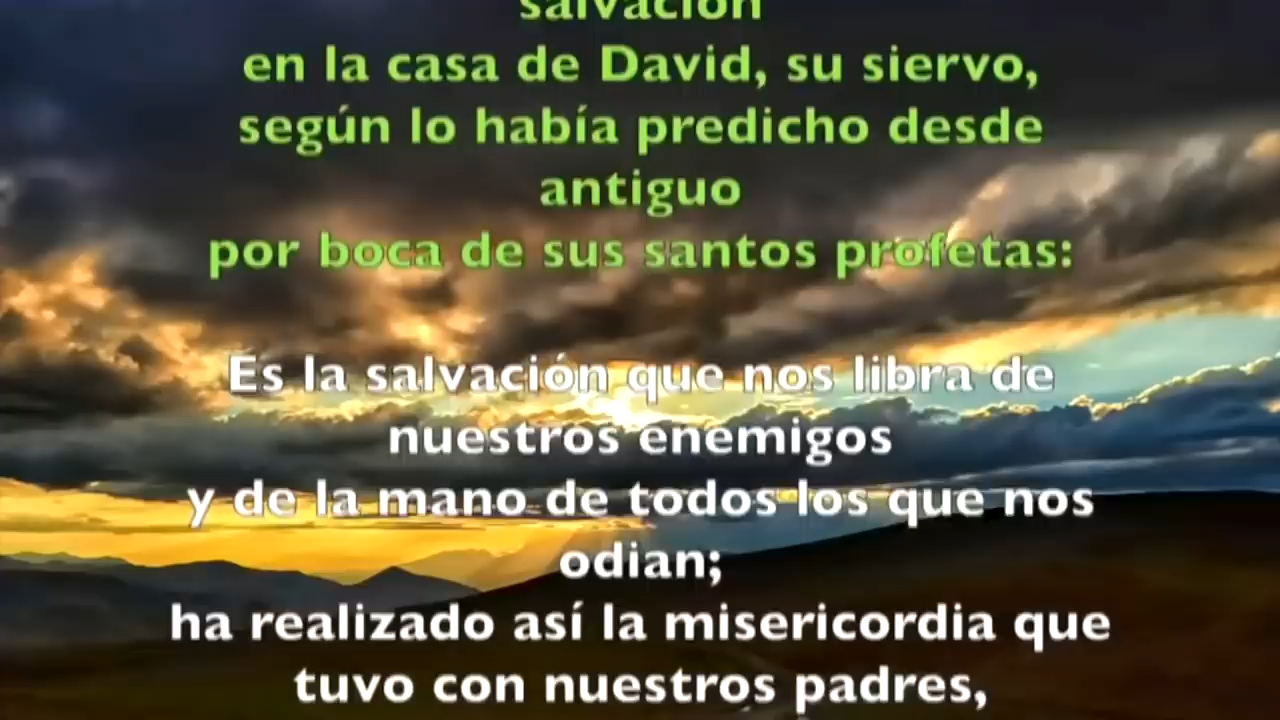 salvación
en la casa de David, su siervo,
según lo había predicho desde
antiguo
por boca de sus santos profetas:
Es la salvación que nos libra de
nuestros enemigos
y de la mano de todos los que nos
odian;
ha realizado así la misericordia que
tuvo con nuestros padres,